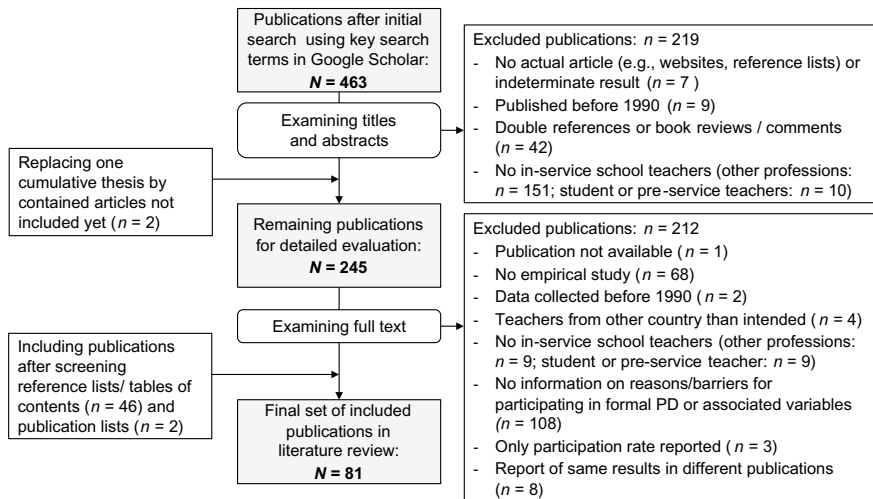 Publications after initial
search using key search
terms in Google Scholar:
N = 463
Examining titles
and abstracts
Excluded publications: n = 219
- No actual article (e.g., websites, reference lists) or
indeterminate result (n = 7 )
- Published before 1990 (n = 9)
- Double references or book reviews / comments
(n = 42)
- No in-service school teachers (other professions:
n = 151; student or pre-service teachers: n = 10)
Replacing one
cumulative thesis by
contained articles not
included yet (n = 2)
Remaining publications
for detailed evaluation:
N = 245
Examining full text
Excluded publications: n = 212
- Publication not available (n = 1)
- No empirical study (n = 68)
- Data collected before 1990 (n = 2)
- Teachers from other country than intended (n = 4)
- No in-service school teachers (other professions:
n = 9; student or pre-service teacher: n = 9)
- No information on reasons/barriers for
participating in formal PD or associated variables
(n = 108)
- Only participation rate reported (n = 3)
- Report of same results in different publications
(n = 8)
Including publications
after screening
reference lists/ tables of
contents (n = 46) and
publication lists (n = 2)
Final set of included
publications in
literature review:
N = 81